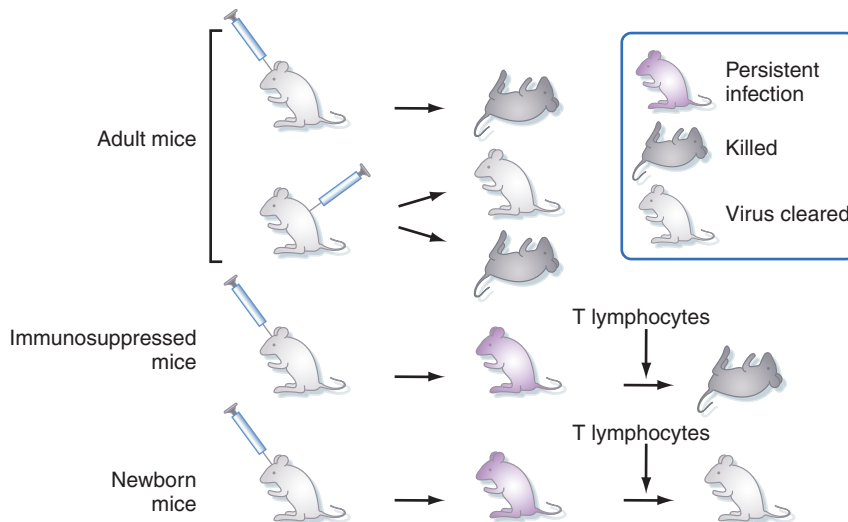 Adult mice
Persistent
infection
Killed
Virus cleared
Immunosuppressed
mice
T lymphocytes
Newborn
mice
T lymphocytes